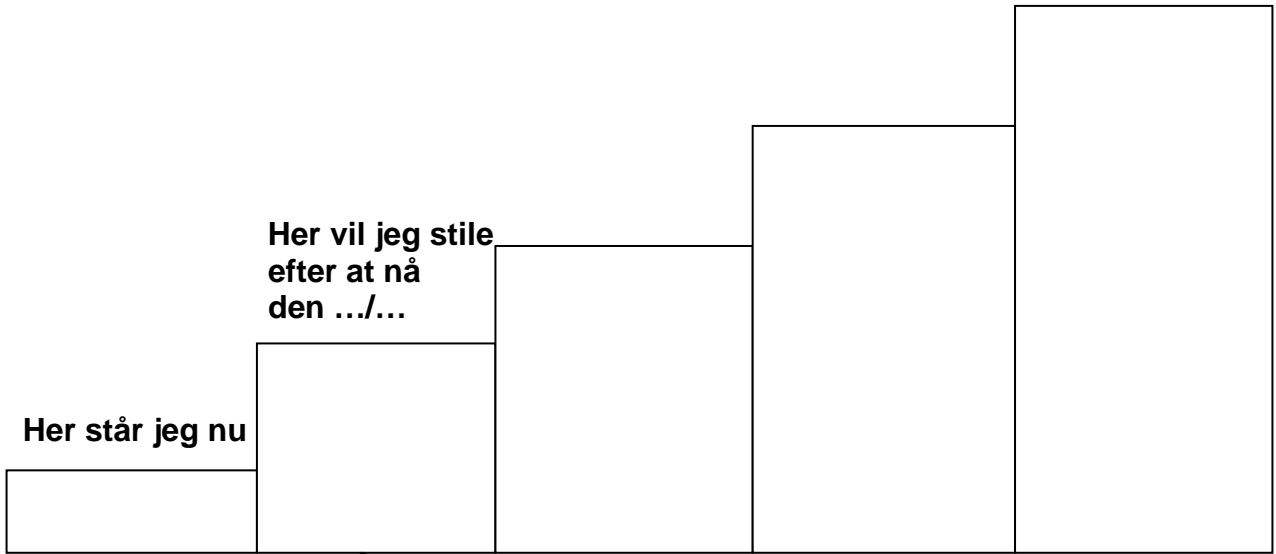 Her vil jeg stile
efter at nå
den …/…
Her står jeg nu